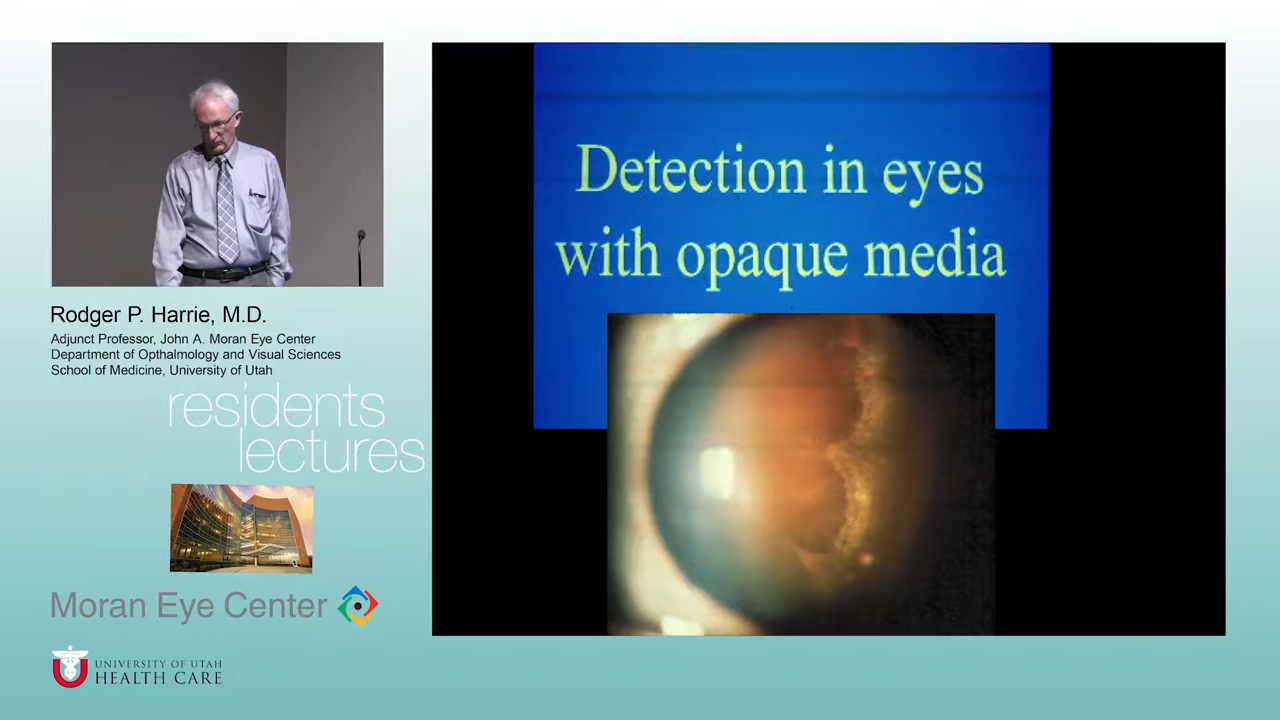 Detection in eyes
with opaque media
Rodger P. Harrie, M.D.
Adjunct Professor, John A. Moran Eye Center
Department of Opthalmology and Visual Sciences
School of Medicine, University of Utah
residents
lectures
Moran Eye Center
UNIVERSITY OF UTAH
HEALTH CARE